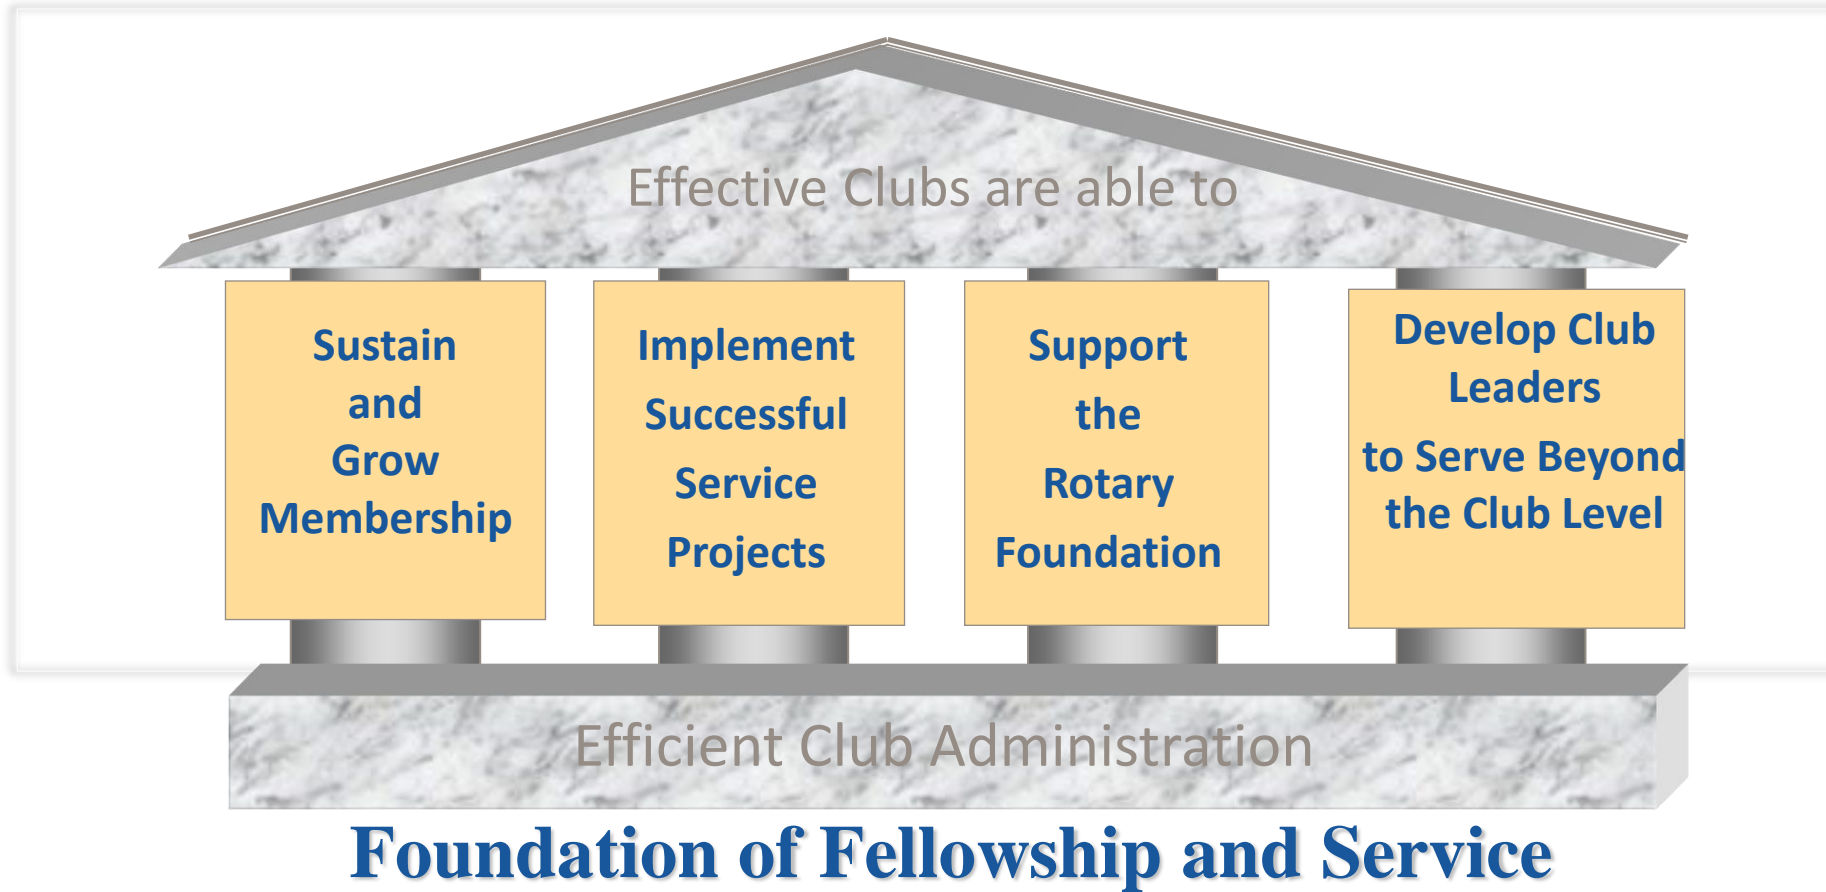 Effective Clubs are able to
Sustain
and
Grow
Membership
Implement
Successful
Service
Projects
Support
the
Rotary
Foundation
Develop Club
Leaders
to Serve Beyond
the Club Level
Efficient Club Administration
Foundation of Fellowship and Service